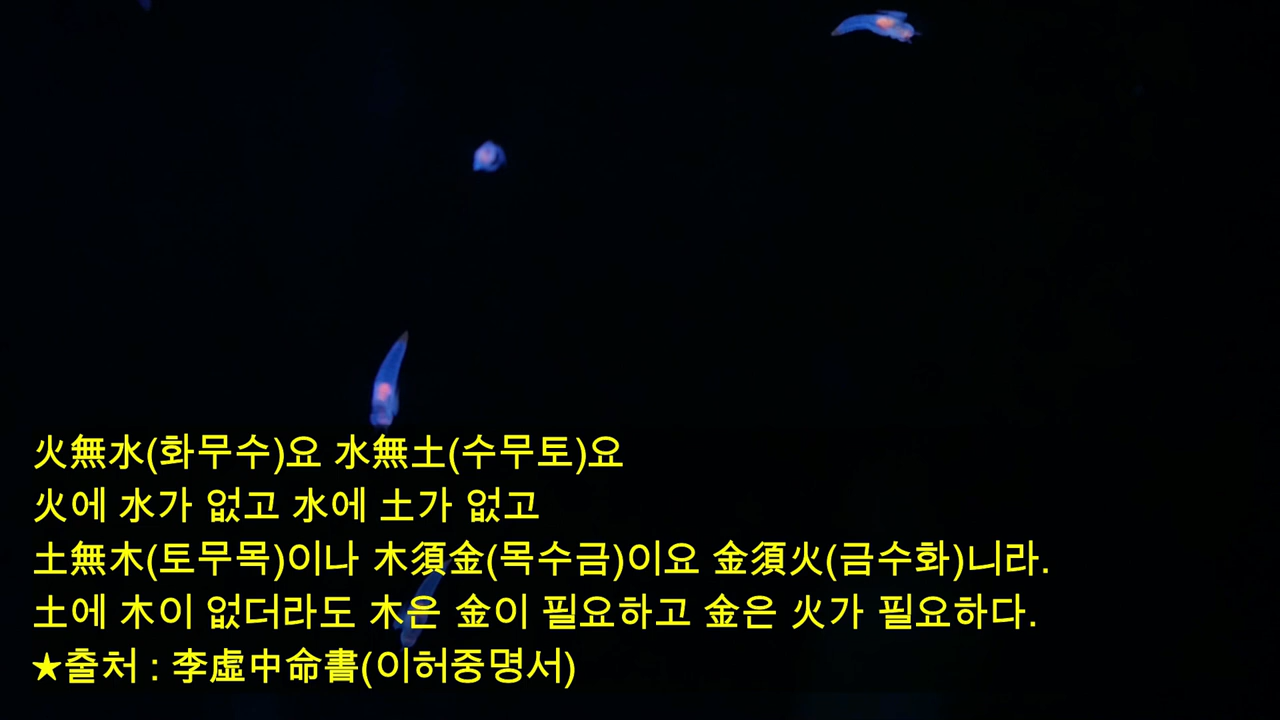 火無水(화무수)요 水無土(수무토)요
火에 水가 없고 水에 土가 없고
土無木(토무목)이나 木須金(목수금)이요 金須火(금수화)니라.
土에 木이 없더라도 木은 金이 필요하고 金은 火가 필요하다.
★출처 : 李虛中命書(이허중명서)